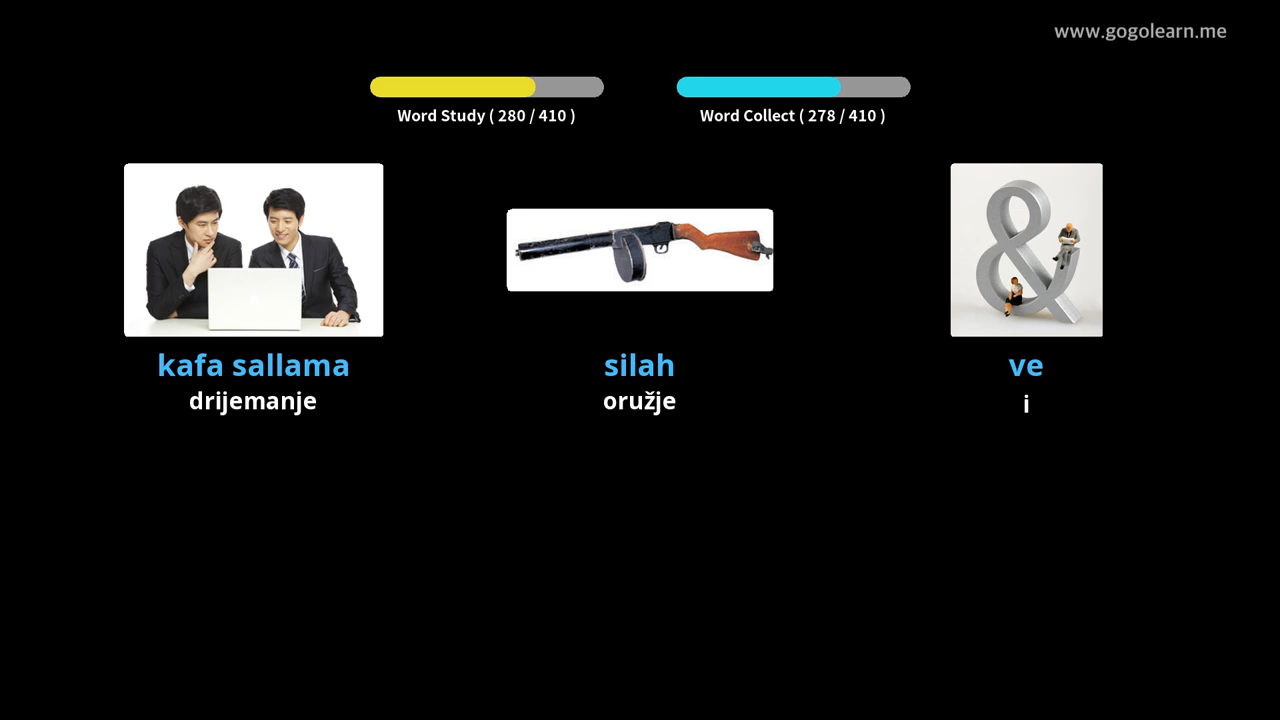 www.gogolearn.me
Word Study ( 280 / 410 )
Word Collect ( 278 / 410 )
kafa sallama
drijemanje
silah
oružje
ve
i
&